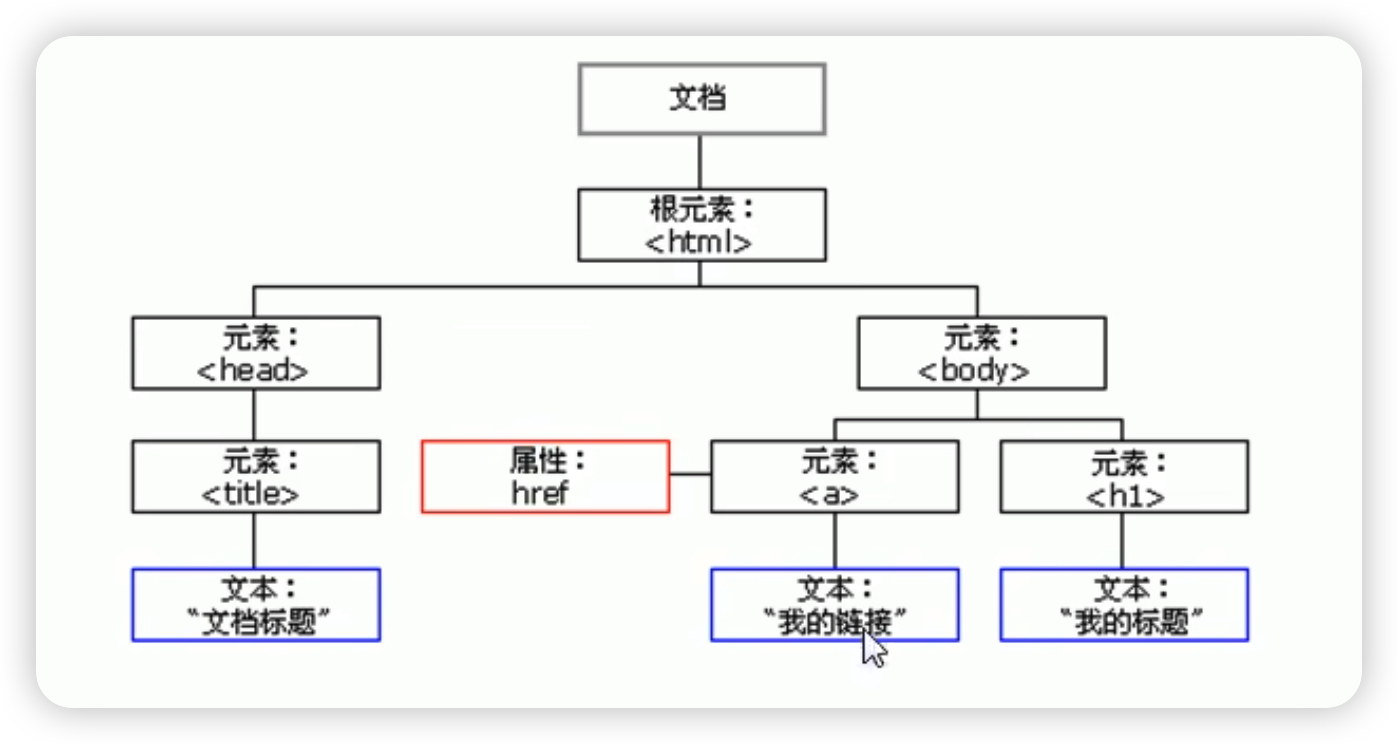 文档
根元素：
<html>
元素：
<head>
元素：
<body>
元素：
<title>
属性：
href
元素：
<a>
元素：
<h1>
文本：
“文档标题”
文本：
“我的链接”
文本：
“我的标题”